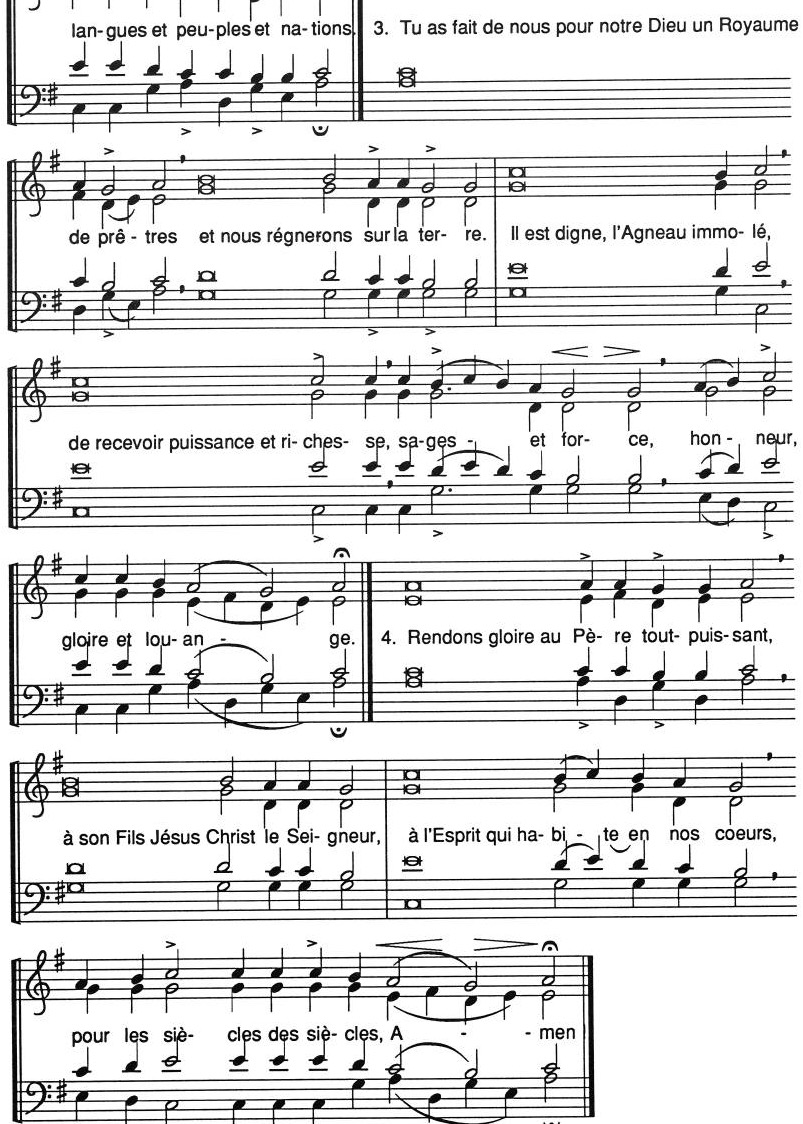 lan-gues et peu-ples et na-tions. 3. Tu as fait de nous pour notre Dieu un Royaume
de prê-tres et nous régnerons sur la ter- re. Il est digne, l'Agneau immo- lé,
de recevoir puissance et ri-ches- se, sa-ges - et for- ce, hon - neur,
gloire et lou-an - ge. 4. Rendons gloire au Pè- re tout- puis-sant,
à son Fils Jésus Christ le Sei- gneur, à l'Esprit qui ha- bi - te en nos coeurs,
pour les siè- cles des siè- cles, A - - men